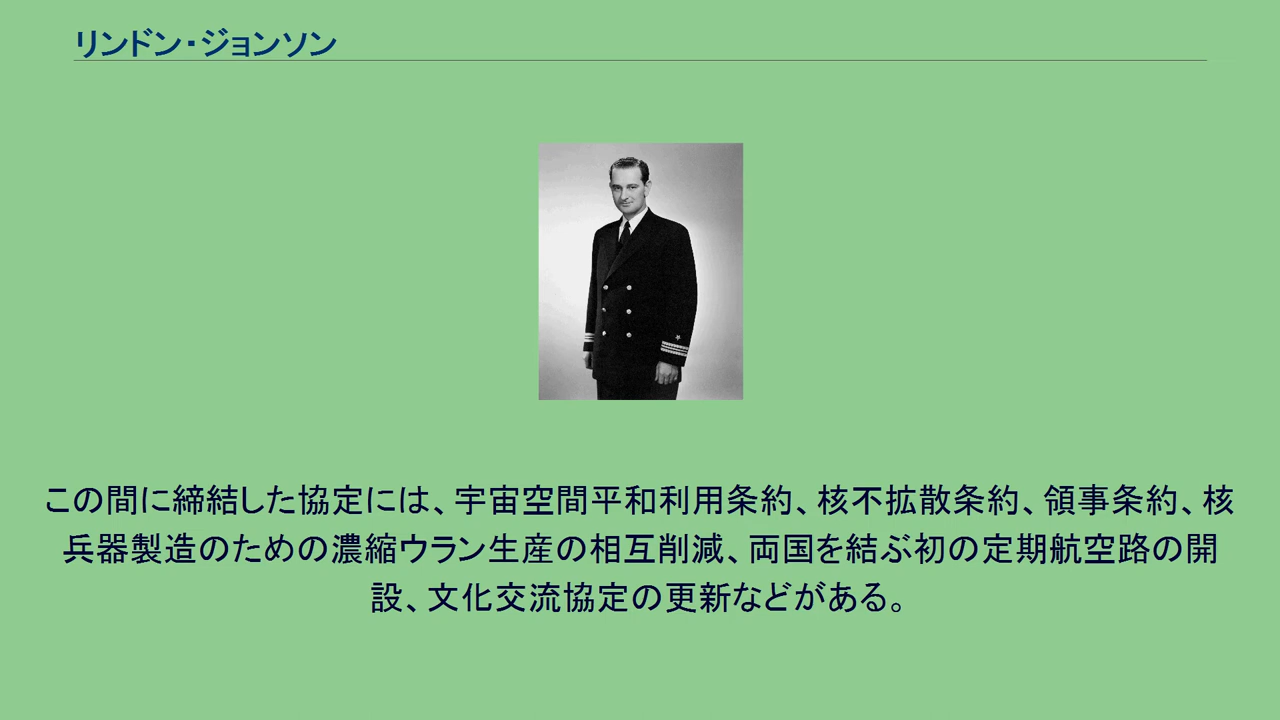 リンドン・ジョンソン
この間に締結した協定には、宇宙空間平和利用条約、核不拡散条約、領事条約、核
兵器製造のための濃縮ウラン生産の相互削減、両国を結ぶ初の定期航空路の開
設、文化交流協定の更新などがある。